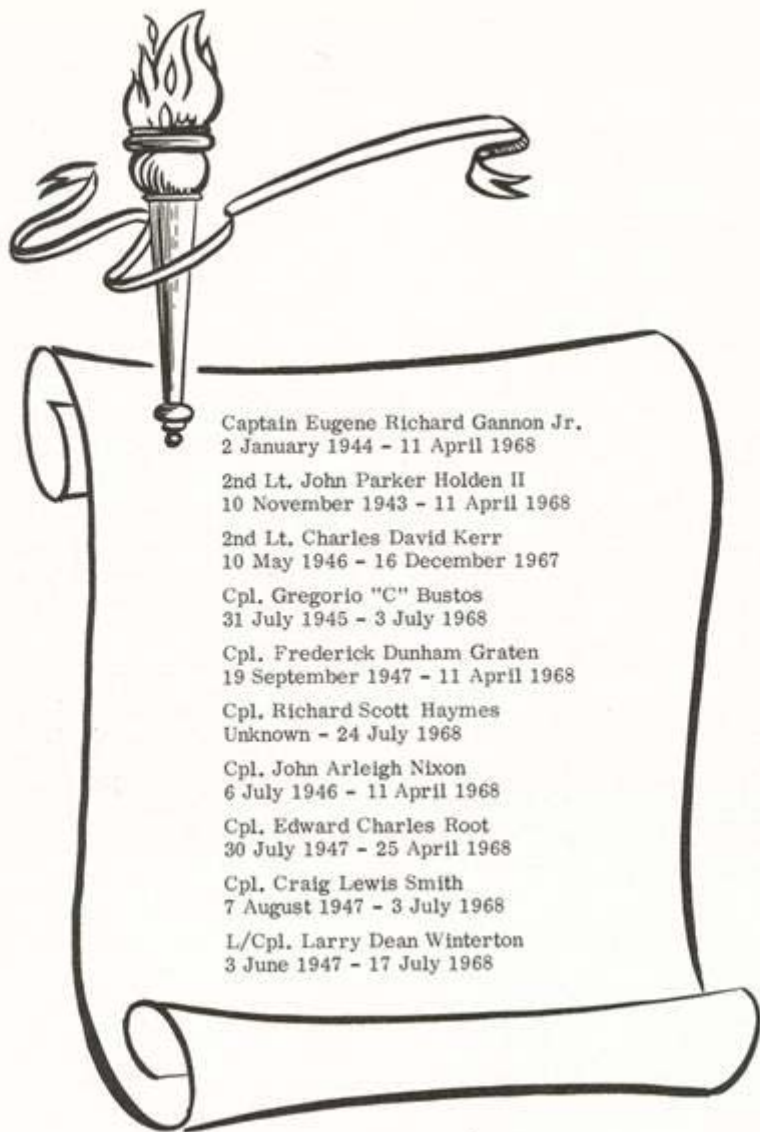 Captain Eugene Richard Gannon Jr.
2 January 1944 - 11 April 1968
2nd Lt. John Parker Holden II
10 November 1943 - 11 April 1968
2nd Lt. Charles David Kerr
10 May 1946 - 16 December 1967
Cpl. Gregorio "C" Bustos
31 July 1945 - 3 July 1968
Cpl. Frederick Dunham Graten
19 September 1947 - 11 April 1968
Cpl. Richard Scott Haymes
Unknown - 24 July 1968
Cpl. John Arleigh Nixon
6 July 1946 - 11 April 1968
Cpl. Edward Charles Root
30 July 1947 - 25 April 1968
Cpl. Craig Lewis Smith
7 August 1947 - 3 July 1968
L/Cpl. Larry Dean Winterton
3 June 1947 - 17 July 1968